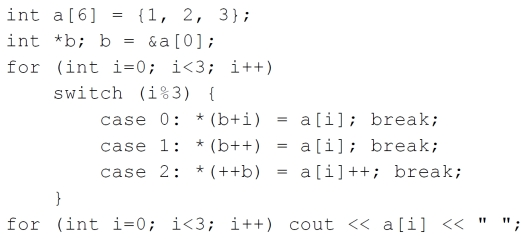 int a[6] = {1, 2, 3};
int *b; b = &a[0];
for (int i=0; i<3; i++)
    switch (i%3) {
        case 0: *(b+i) = a[i]; break;
        case 1: *(b++) = a[i]; break;
        case 2: *(++b) = a[i]++; break;
    }
for (int i=0; i<3; i++) cout << a[i] << " ";